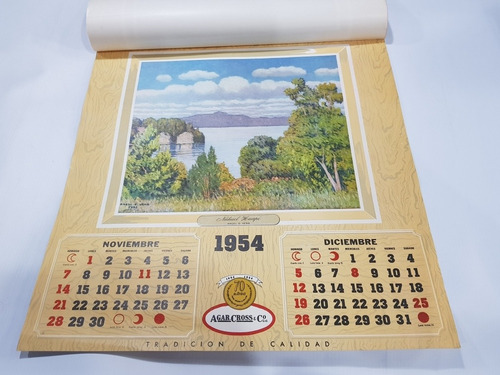 Nahuel Huapi
NOVIEMBRE
1 2 3 4 5 6
7 8 9 10 11 12 13
14 15 16 17 18 19 20
21 22 23 24 25 26 27
28 29 30
1954
70
AGAR, CROSS & Co.
DICIEMBRE
1 2 3 4
5 6 7 8 9 10 11
12 13 14 15 16 17 18
19 20 21 22 23 24 25
26 27 28 29 30 31
TRADICION DE CALIDAD